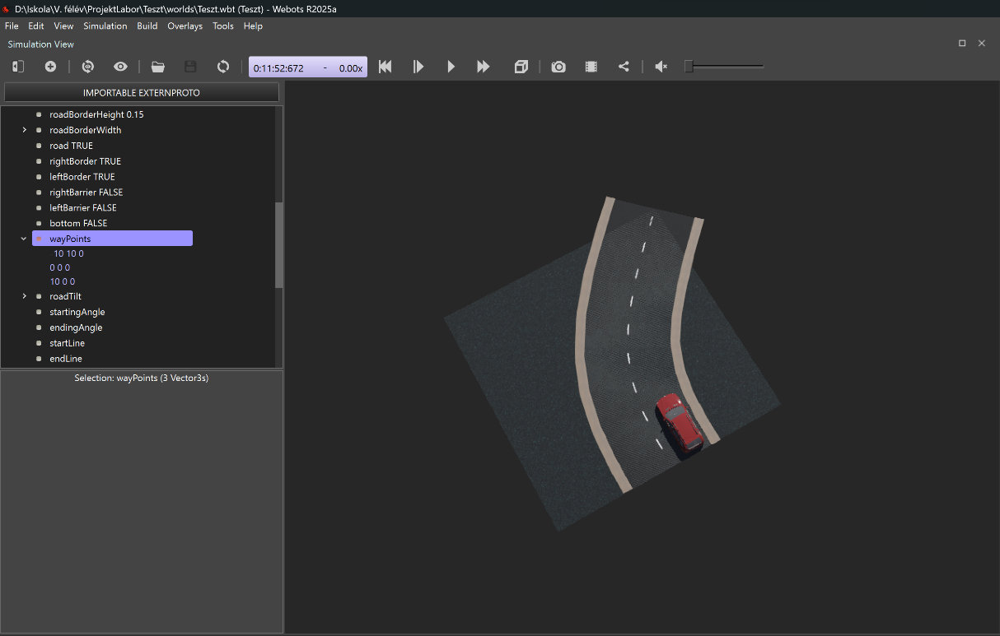 D:\Iskola\V. félév\ProjektLabor\Teszt\worlds\Teszt.wbt (Teszt) - Webots R2025a
File Edit View Simulation Build Overlays Tools Help
Simulation View
0:11:52:672 - 0.00x
IMPORTABLE EXTERNPROTO
roadBorderHeight 0.15
roadBorderWidth
road TRUE
rightBorder TRUE
leftBorder TRUE
rightBarrier FALSE
leftBarrier FALSE
bottom FALSE
wayPoints
10 10 0
0 0 0
10 0 0
roadTilt
startingAngle
endingAngle
startLine
endLine
Selection: wayPoints (3 Vector3s)